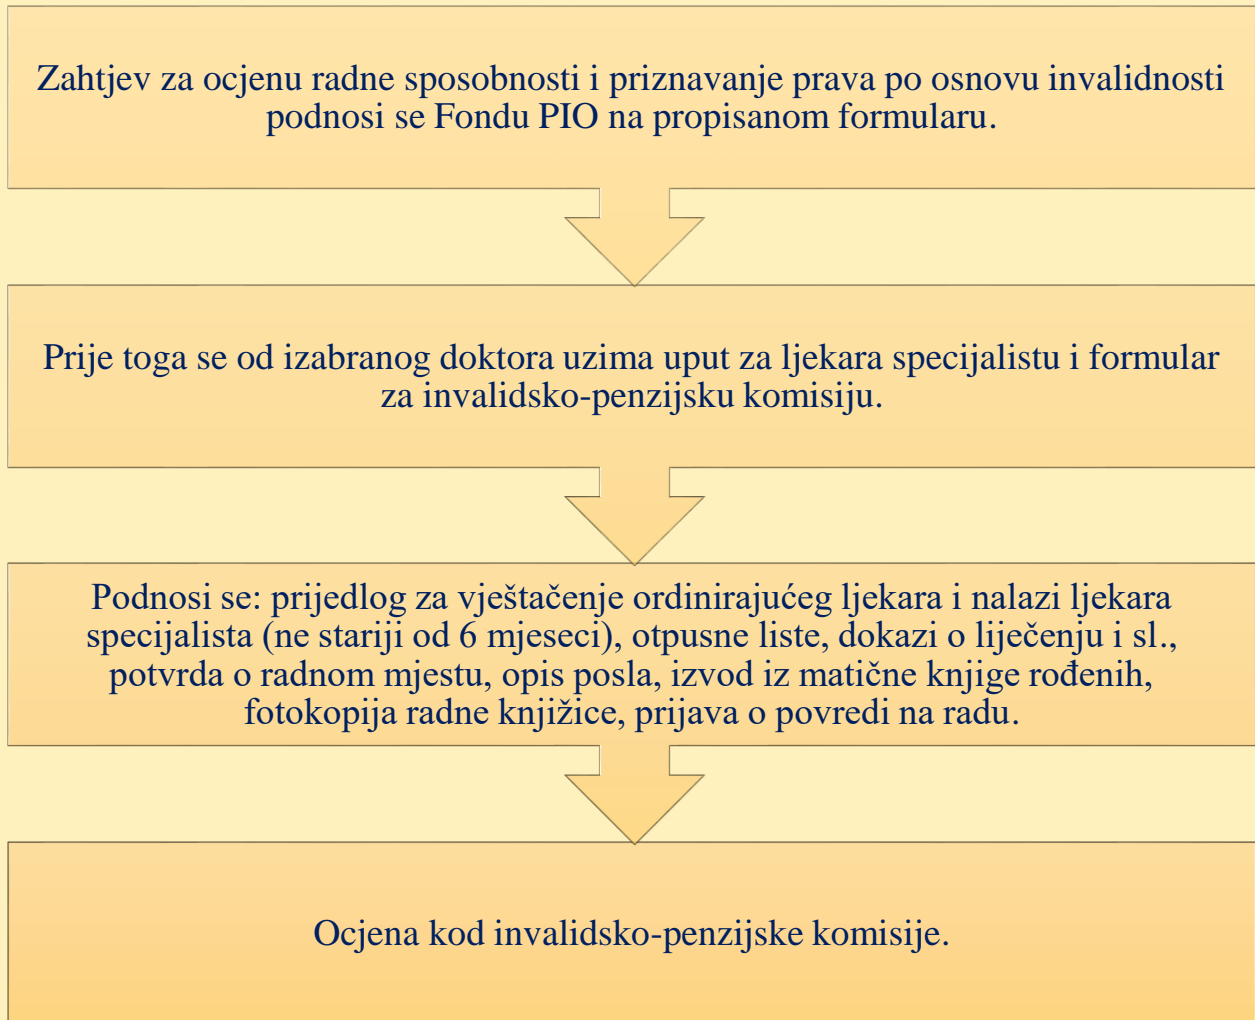 Zahtjev za ocjenu radne sposobnosti i priznavanje prava po osnovu invalidnosti
podnosi se Fondu PIO na propisanom formularu.
Prije toga se od izabranog doktora uzima uput za ljekara specijalistu i formular
za invalidsko-penzijsku komisiju.
Podnosi se: prijedlog za vještačenje ordinirajućeg ljekara i nalazi ljekara
specijalista (ne stariji od 6 mjeseci), otpusne liste, dokazi o liječenju i sl.,
potvrda o radnom mjestu, opis posla, izvod iz matične knjige rođenih,
fotokopija radne knjižice, prijava o povredi na radu.
Ocjena kod invalidsko-penzijske komisije.